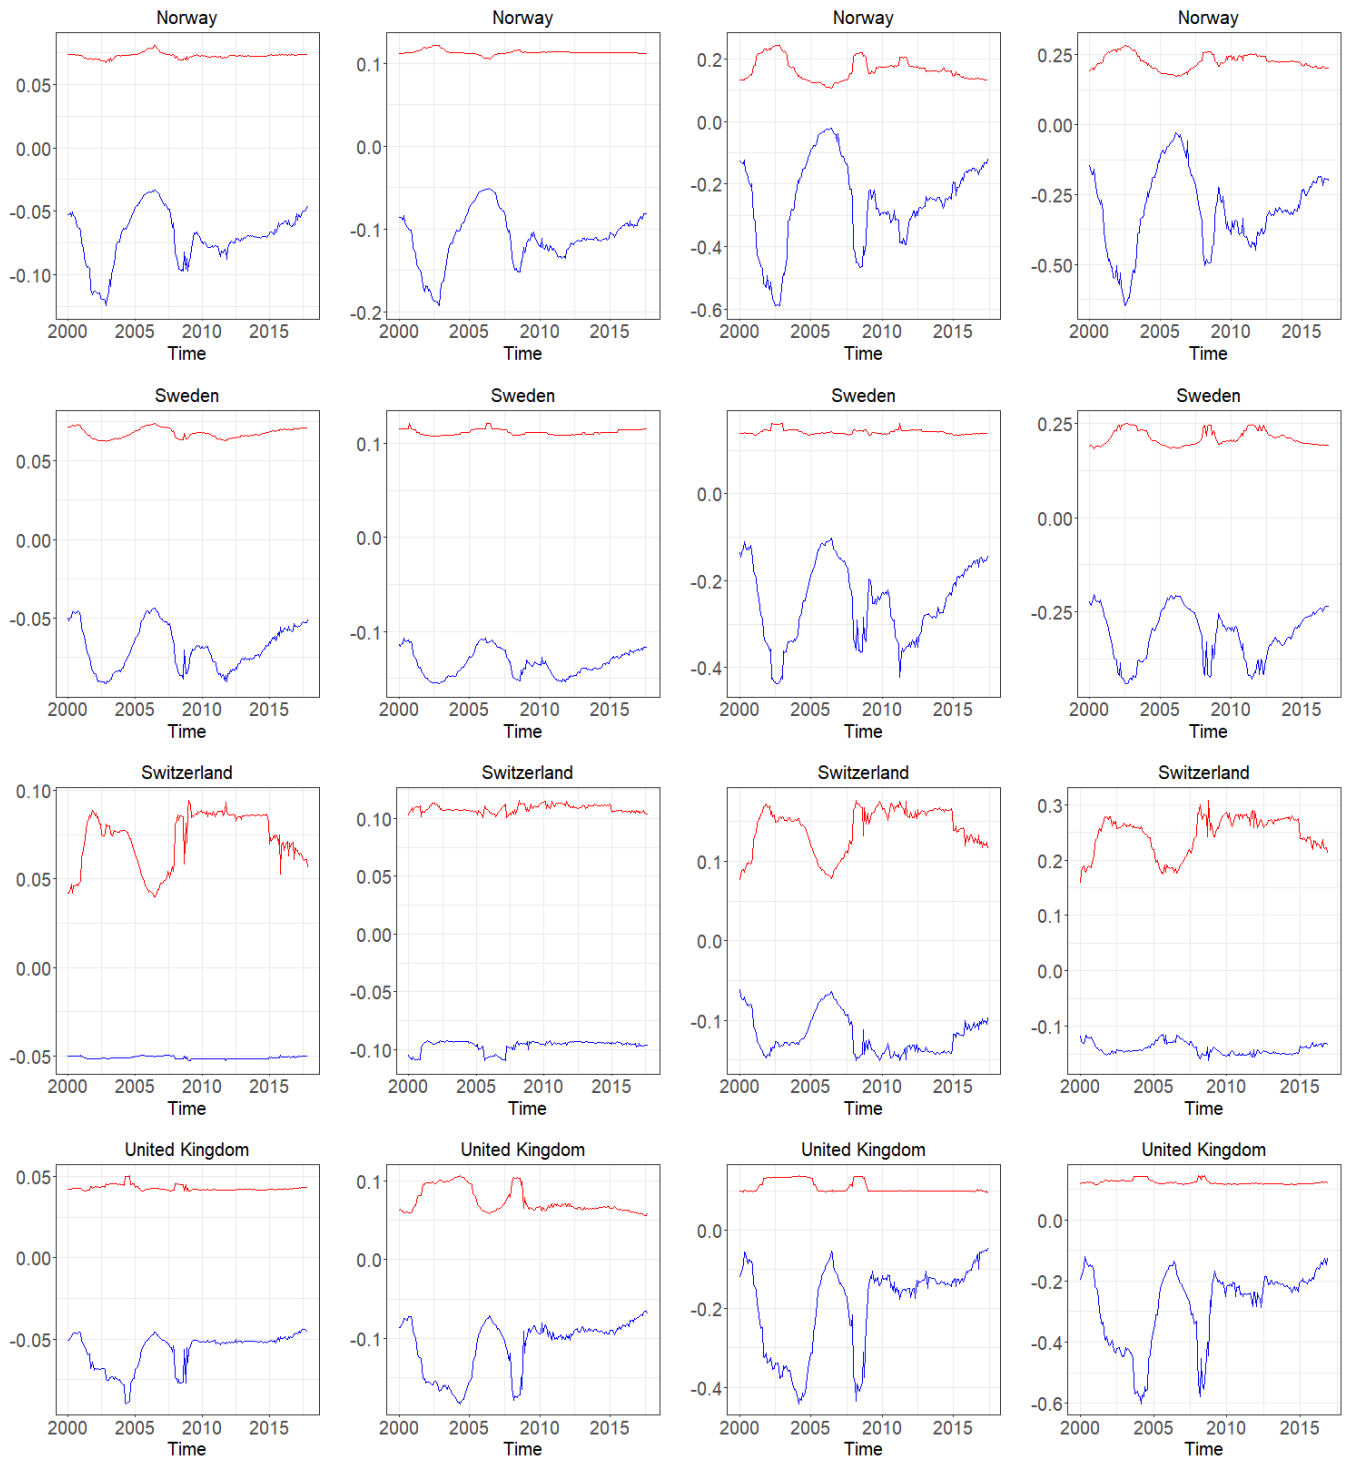 Norway Norway Norway Norway
0.05 0.1 0.2 0.25
0.00 0.0 0.0 0.00
-0.05 -0.1 -0.2 -0.25
-0.10 -0.2 -0.4 -0.50
-0.6
2000 2005 2010 2015 2000 2005 2010 2015 2000 2005 2010 2015 2000 2005 2010 2015
Time Time Time Time
Sweden Sweden Sweden Sweden
0.05 0.1 0.0 0.25
0.00 0.0 -0.2 0.00
-0.05 -0.1 -0.4 -0.25
2000 2005 2010 2015 2000 2005 2010 2015 2000 2005 2010 2015 2000 2005 2010 2015
Time Time Time Time
Switzerland Switzerland Switzerland Switzerland
0.10 0.10 0.1 0.3
0.05 0.05 0.0 0.2
0.00 0.00 -0.1 0.1
-0.05 -0.05 0.0
-0.10 -0.1
2000 2005 2010 2015 2000 2005 2010 2015 2000 2005 2010 2015 2000 2005 2010 2015
Time Time Time Time
United Kingdom United Kingdom United Kingdom United Kingdom
0.05 0.1 0.0 0.0
0.00 0.0 -0.2 -0.2
-0.05 -0.1 -0.4 -0.4
-0.6
2000 2005 2010 2015 2000 2005 2010 2015 2000 2005 2010 2015 2000 2005 2010 2015
Time Time Time Time